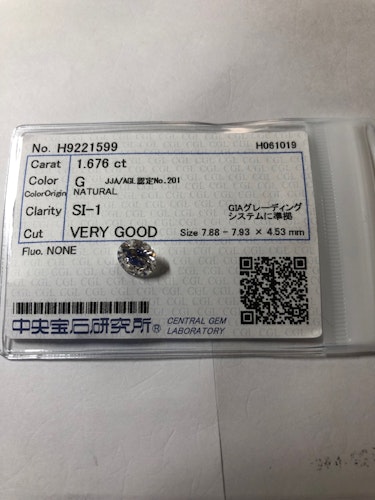 No. H9221599 H061019
Carat 1.676 ct
Color G JJA/AGL認定No.201
ColorOrigin NATURAL
Clarity SI-1 GIAグレーディング
システムに準拠
Cut VERY GOOD Size 7.88 - 7.93 × 4.53 mm
Fluo. NONE
中央宝石研究所® CENTRAL GEM
LABORATORY